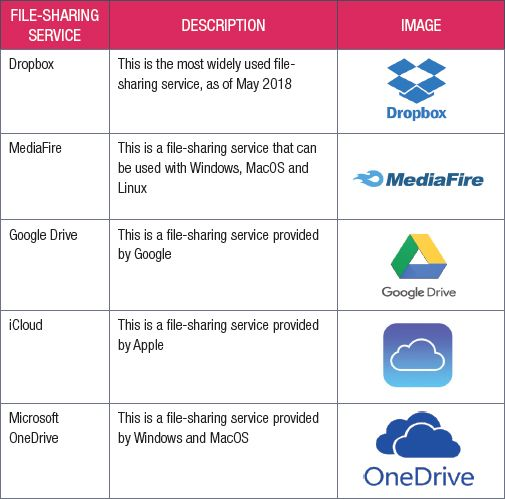 FILE-SHARING
SERVICE
DESCRIPTION
IMAGE
Dropbox
This is the most widely used file-
sharing service, as of May 2018
Dropbox
MediaFire
This is a file-sharing service that can
be used with Windows, MacOS and
Linux
MediaFire
Google Drive
This is a file-sharing service provided
by Google
Google Drive
iCloud
This is a file-sharing service provided
by Apple
Microsoft
OneDrive
This is a file-sharing service provided
by Windows and MacOS
OneDrive